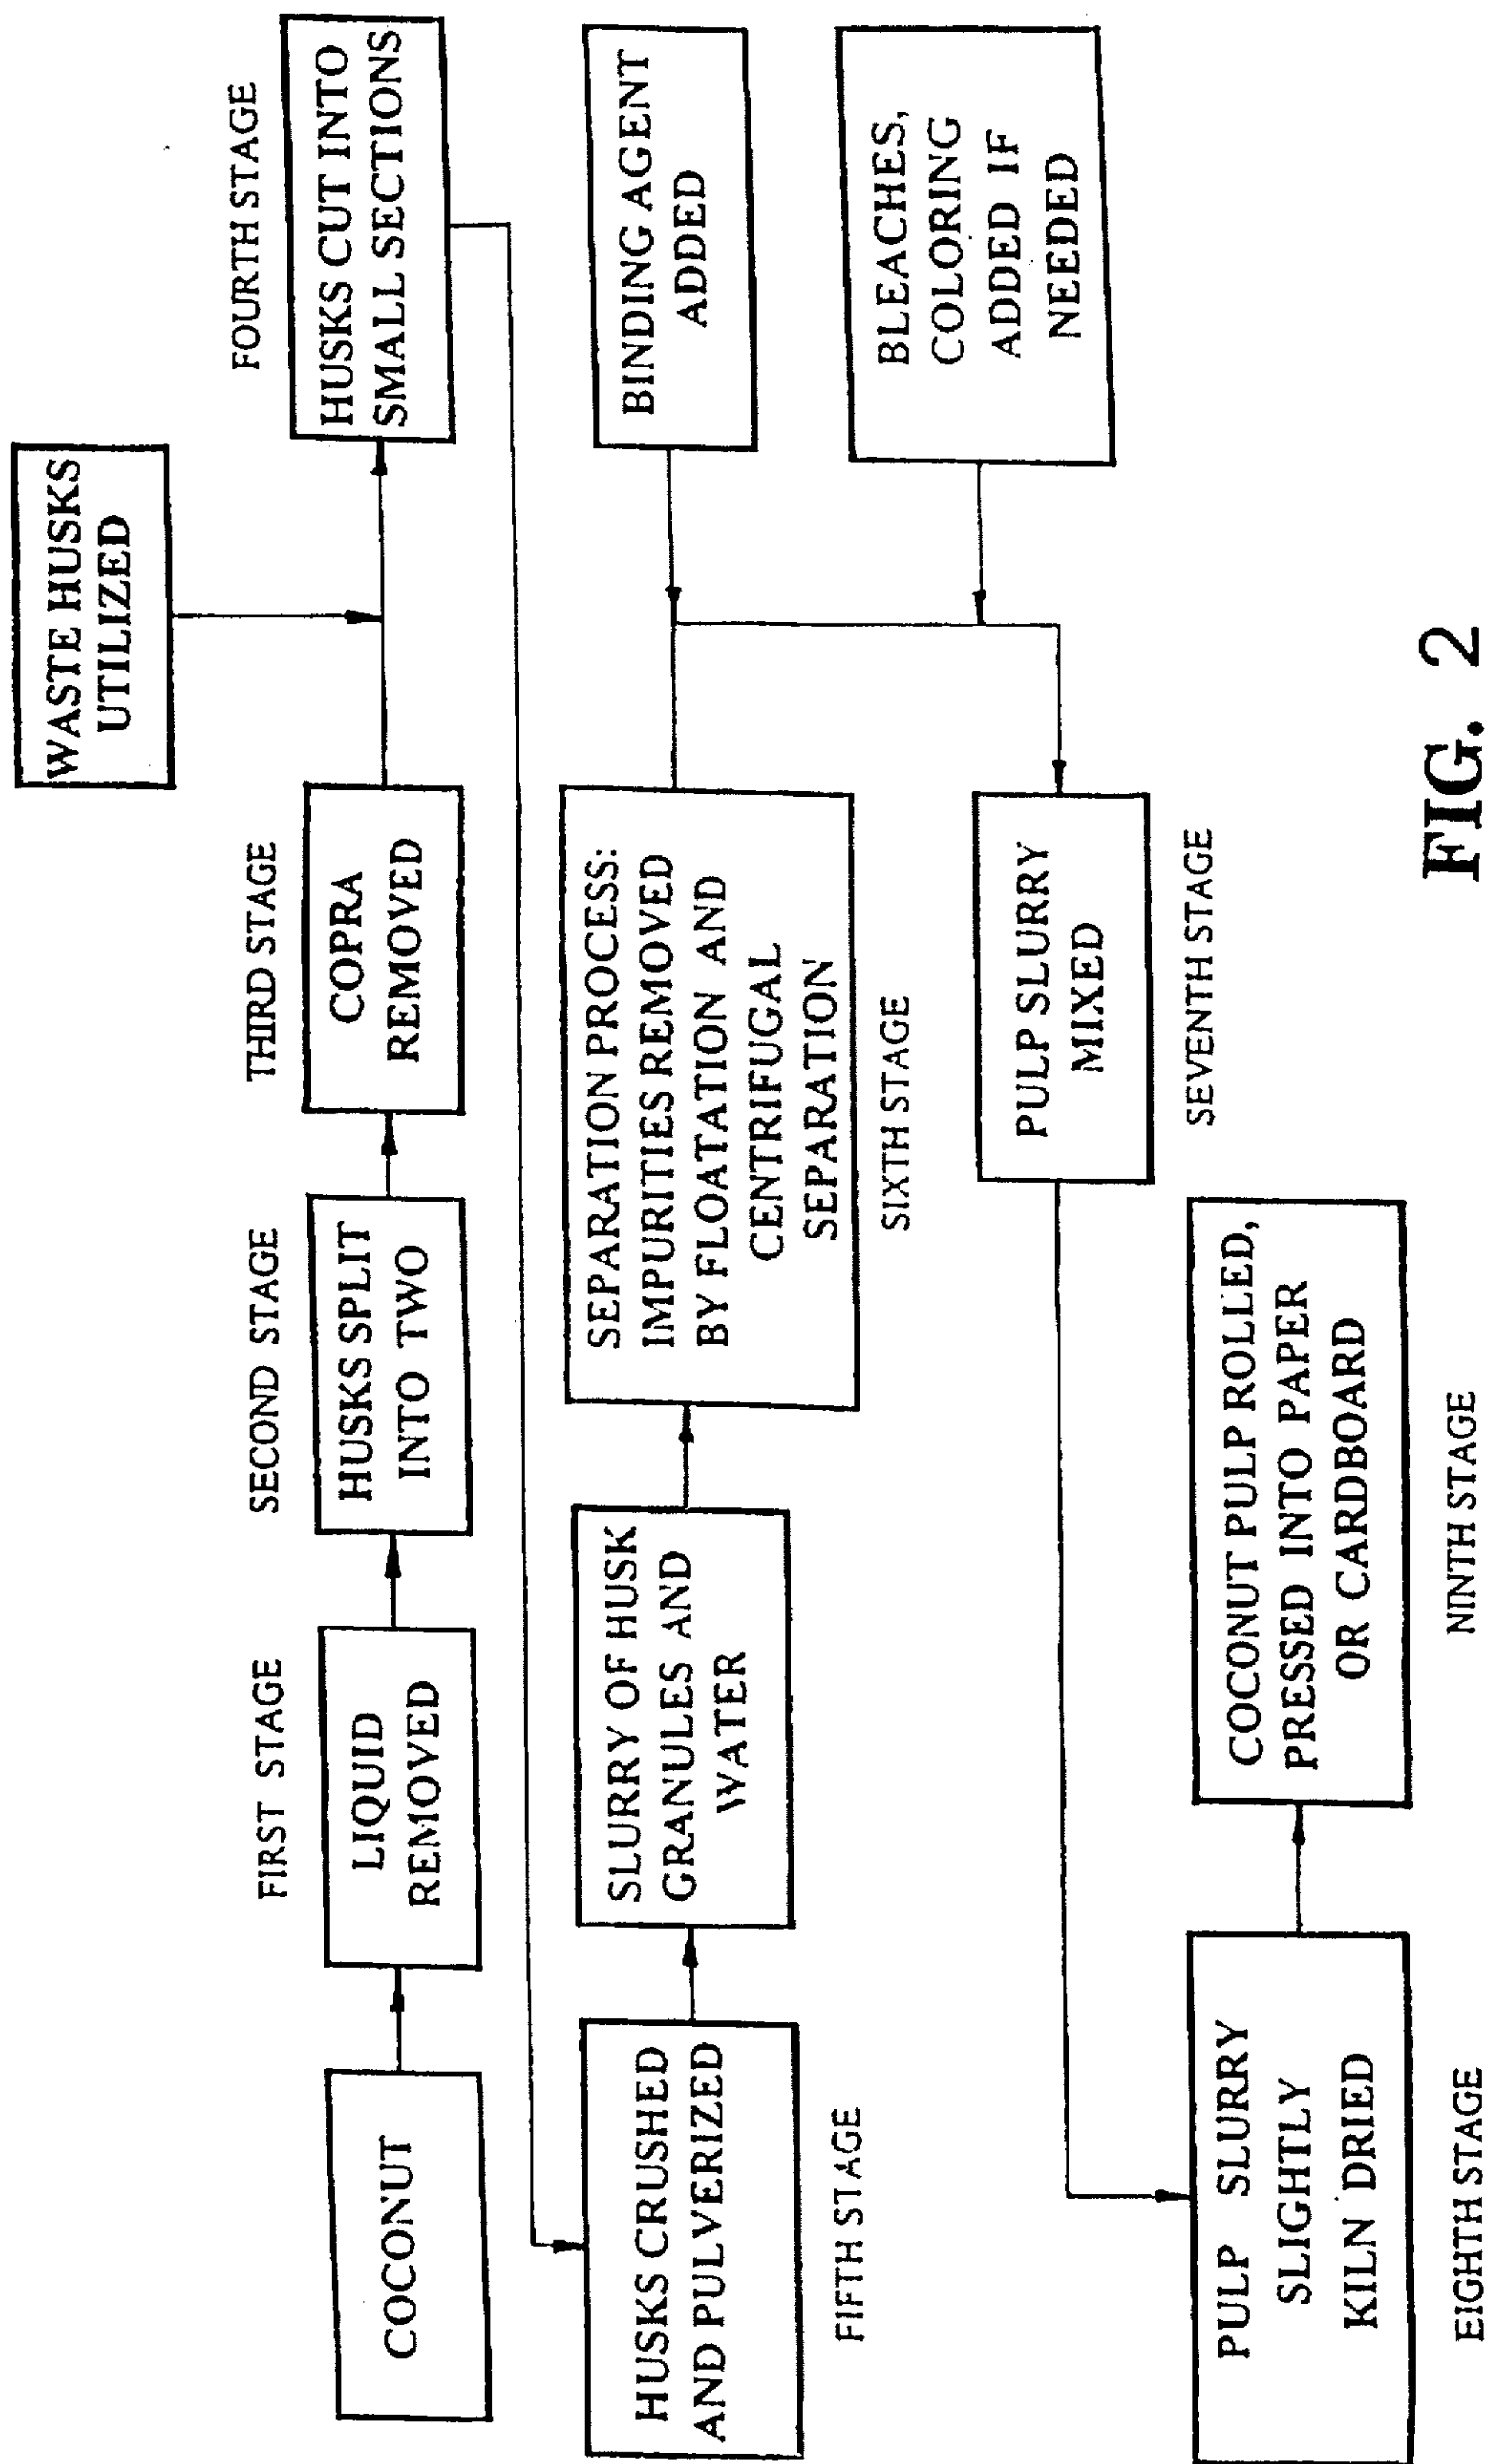 WASTE HUSKS
UTILIZED
FIRST STAGE
SECOND STAGE
THIRD STAGE
FOURTH STAGE
COCONUT
LIQUID
REMOVED
HUSKS SPLIT
INTO TWO
COPRA
REMOVED
HUSKS CUT INTO
SMALL SECTIONS
HUSKS CRUSHED
AND PULVERIZED
FIFTH STAGE
SLURRY OF HUSK
GRANULES AND
WATER
SEPARATION PROCESS:
IMPURITIES REMOVED
BY FLOATATION AND
CENTRIFUGAL
SEPARATION
SIXTH STAGE
BINDING AGENT
ADDED
BLEACHES,
COLORING
ADDED IF
NEEDED
PULP SLURRY
MIXED
SEVENTH STAGE
PULP SLURRY
SLIGHTLY
KILN DRIED
EIGHTH STAGE
COCONUT PULP ROLLED,
PRESSED INTO PAPER
OR CARDBOARD
NINTH STAGE
FIG. 2